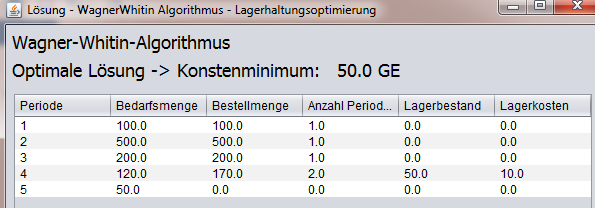 Lösung - WagnerWhitin Algorithmus - Lagerhaltungsoptimierung
Wagner-Whitin-Algorithmus
Optimale Lösung -> Konstenminimum: 50.0 GE
Periode Bedarfsmenge Bestellmenge Anzahl Period... Lagerbestand Lagerkosten
1 100.0 100.0 1.0 0.0 0.0
2 500.0 500.0 1.0 0.0 0.0
3 200.0 200.0 1.0 0.0 0.0
4 120.0 170.0 2.0 50.0 10.0
5 50.0 0.0 0.0 0.0 0.0